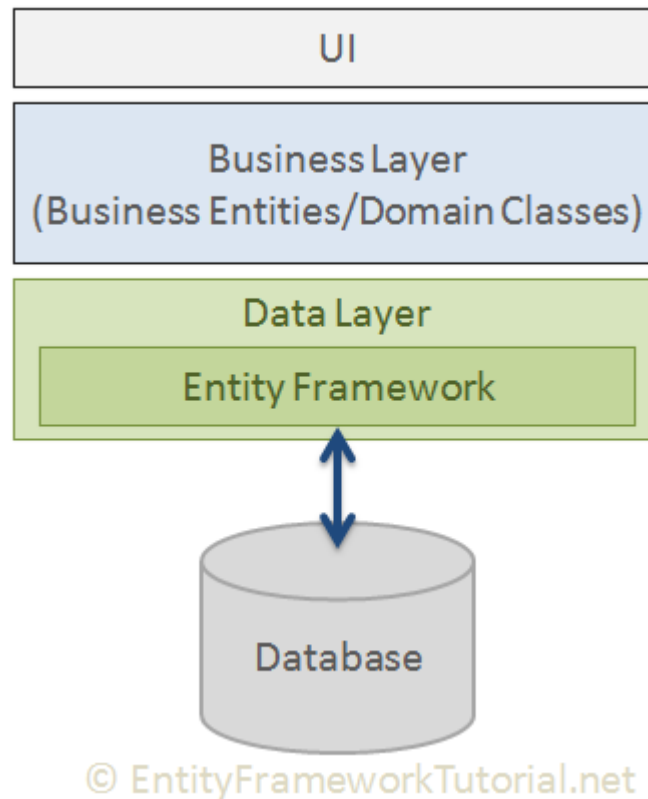 UI
Business Layer
(Business Entities/Domain Classes)
Data Layer
Entity Framework
Database
© EntityFrameworkTutorial.net